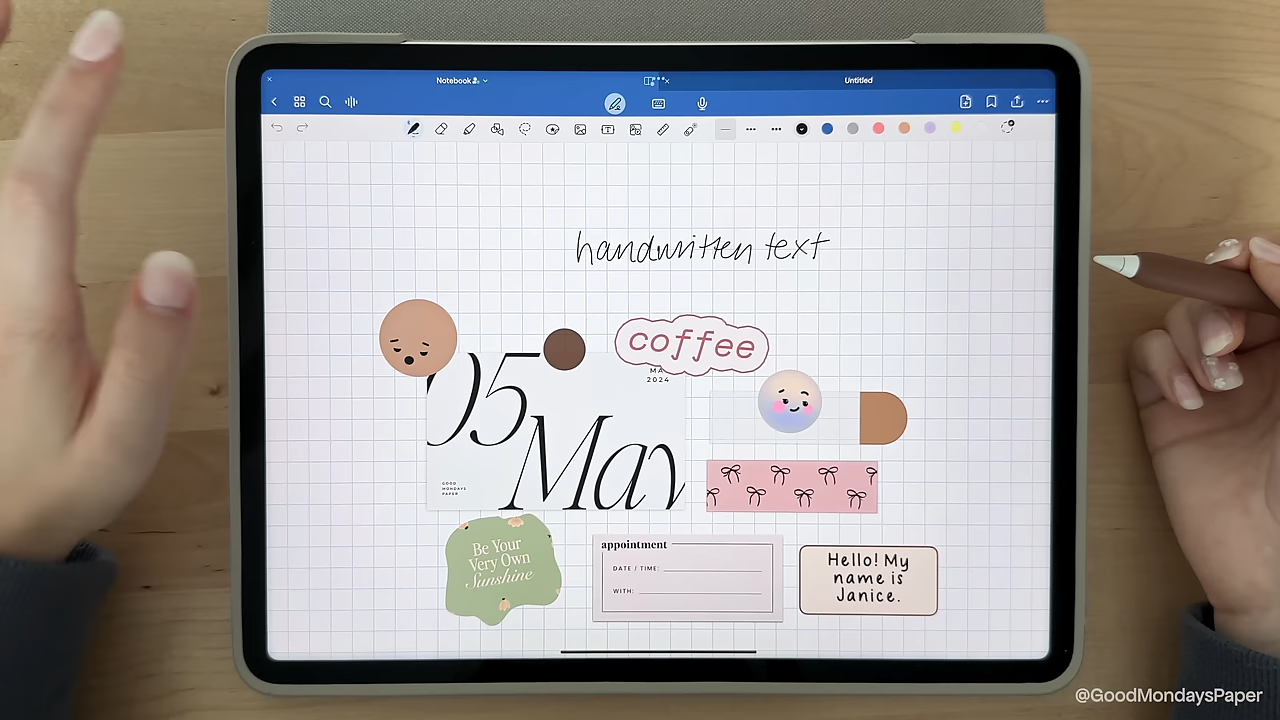 Notebook
Untitled
handwritten text
coffee
MA
2024
05
May
GOOD
MONDAYS
PAPER
Be Your
Very Own
Sunshine
appointment
DATE / TIME:
WITH:
Hello! My
name is
Janice.
@GoodMondaysPaper